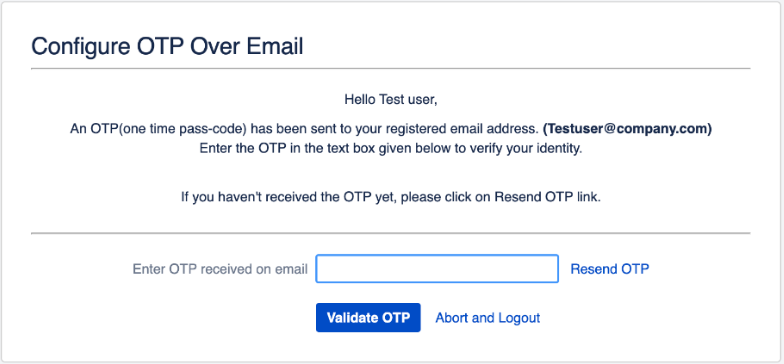 Configure OTP Over Email
Hello Test user,
An OTP(one time pass-code) has been sent to your registered email address. (Testuser@company.com)
Enter the OTP in the text box given below to verify your identity.
If you haven't received the OTP yet, please click on Resend OTP link.
Enter OTP received on email Resend OTP
Validate OTP Abort and Logout